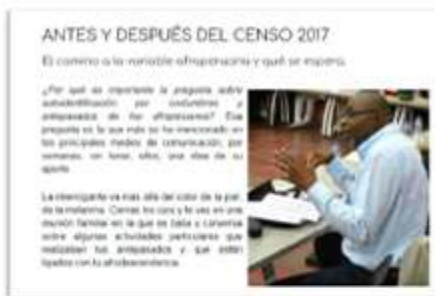 ANTES Y DESPUÉS DEL CENSO 2017
El camino a la variable afroperuana y qué se espera.
¿Por qué es importante la pregunta sobre
autoidentificación por costumbres y
antepasados de los afroperuanos? Esa
pregunta es la que más se ha mencionado en
los principales medios de comunicación, por
semanas, sin tener, ellos, una idea de su
aporte.
La interrogante va más allá del color de la piel,
de la melanina. Cierras los ojos y te ves en una
reunión familiar en la que se baila y conversa
sobre algunas actividades particulares que
realizaban tus antepasados y que están
ligados con tu afrodescendencia.